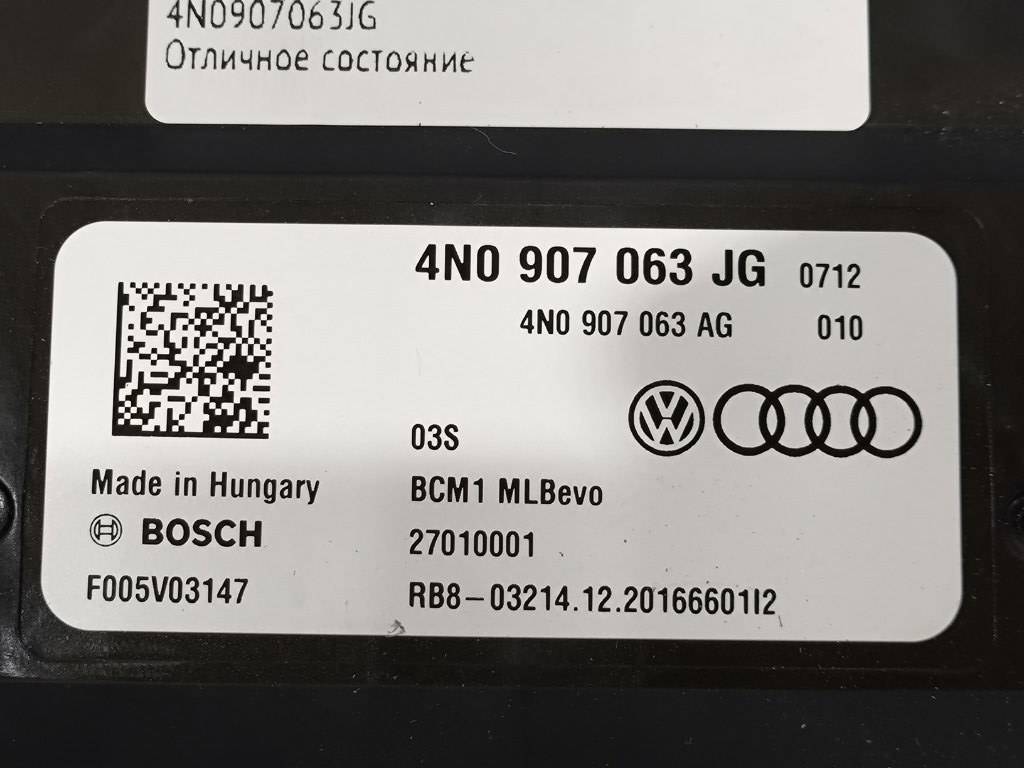 4N0907063JG
Отличное состояние
4N0 907 063 JG 0712
4N0 907 063 AG 010
03S
Made in Hungary
BCM1 MLBevo
BOSCH
27010001
F005V03147
RB8-03214.12.2016660112